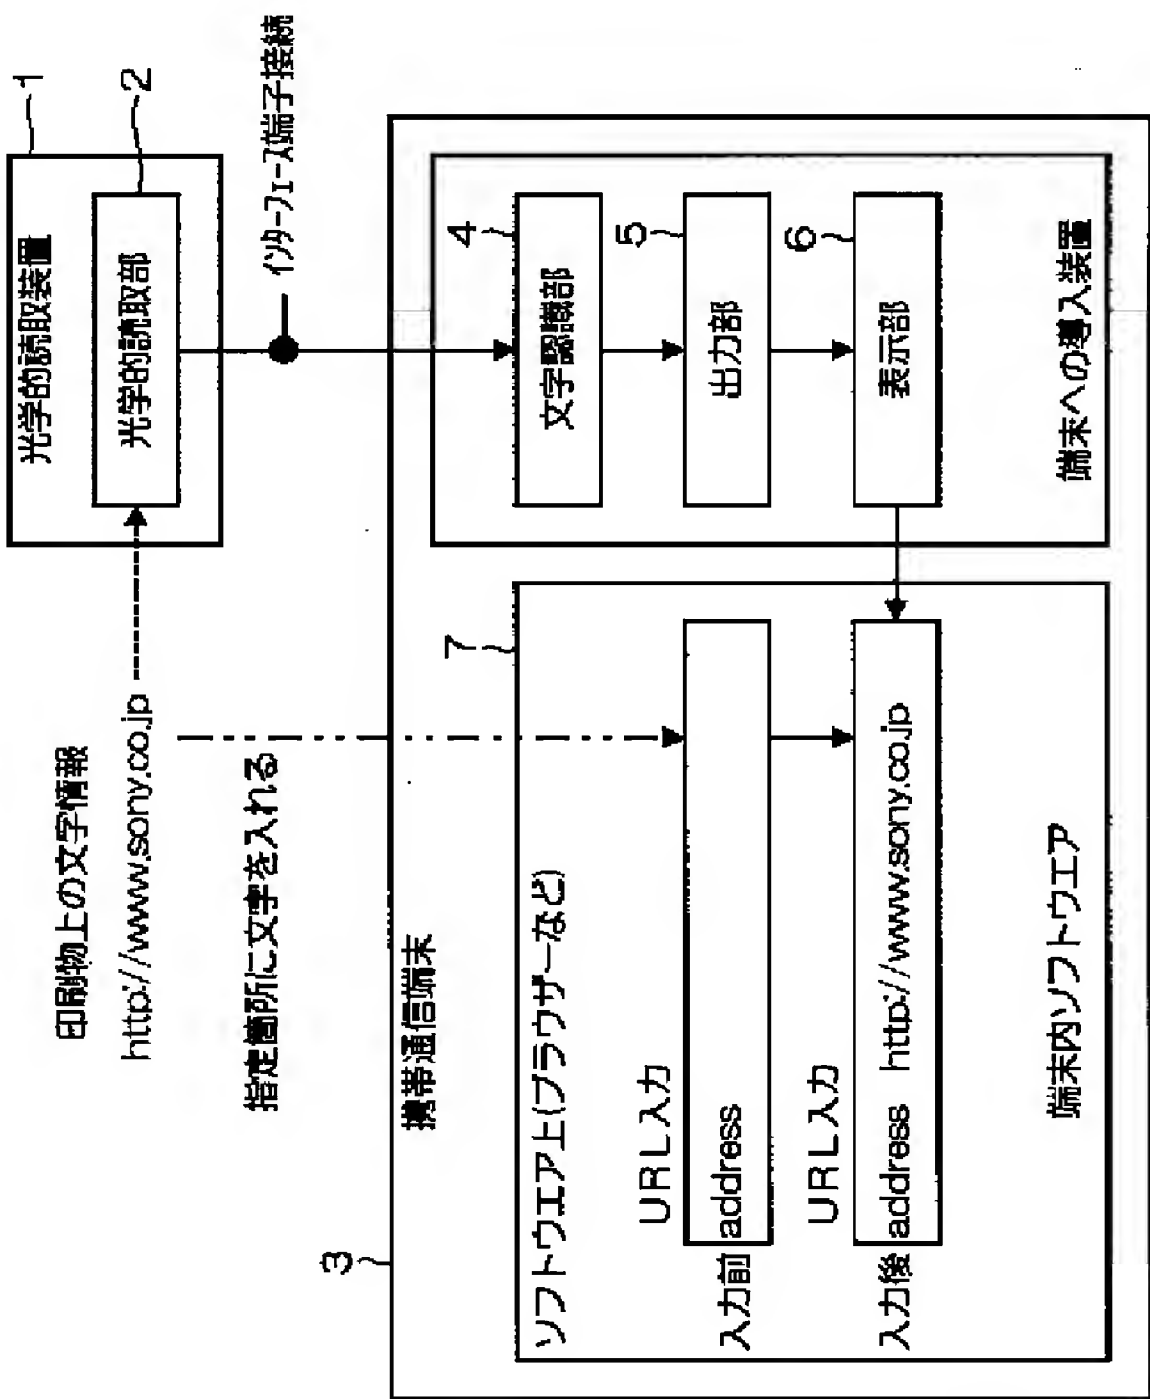 印刷物上の文字情報
http://www.sony.co.jp
光学的読取装置
1
光学的読取部
2
インターフェース端子接続
指定箇所に文字を入れる
3
携帯通信端末
ソフトウエア上(ブラウザーなど)
7
URL入力
入力前
address
URL入力
入力後
address http://www.sony.co.jp
端末内ソフトウエア
文字認識部
4
出力部
5
表示部
6
端末への導入装置